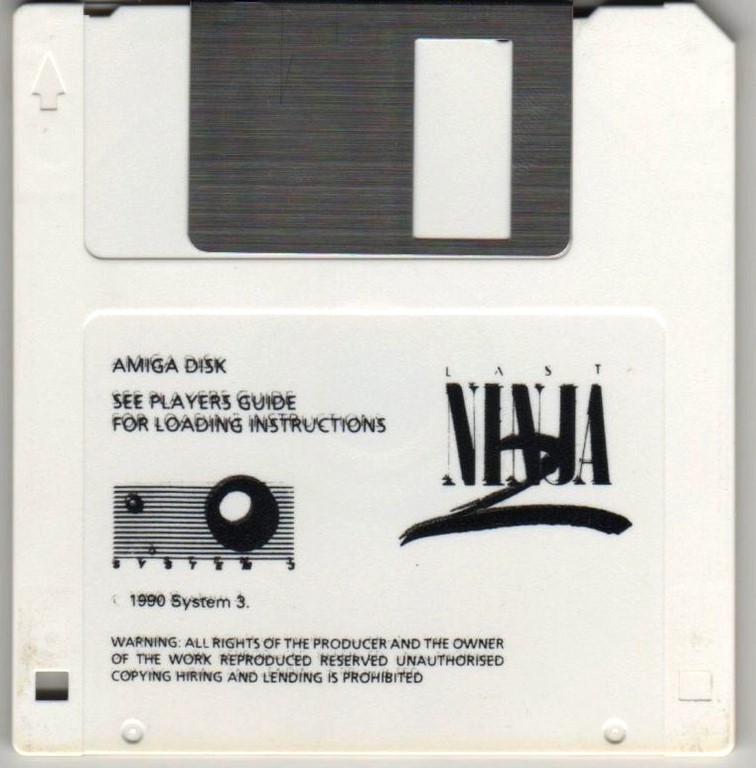 AMIGA DISK
SEE PLAYERS GUIDE
FOR LOADING INSTRUCTIONS
LAST
NINJA
2
SYSTEM 3
© 1990 System 3.
WARNING: ALL RIGHTS OF THE PRODUCER AND THE OWNER
OF THE WORK REPRODUCED RESERVED UNAUTHORISED
COPYING HIRING AND LENDING IS PROHIBITED